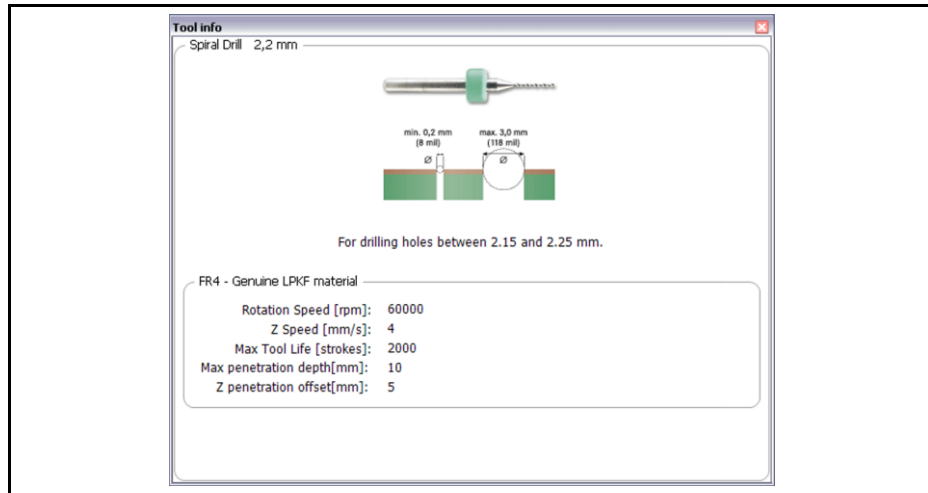 Tool info
Spiral Drill 2,2 mm
min. 0,2 mm max. 3,0 mm
(8 mil) (118 mil)
Ø Ø
For drilling holes between 2.15 and 2.25 mm.
FR4 - Genuine LPKF material
Rotation Speed [rpm]: 60000
Z Speed [mm/s]: 4
Max Tool Life [strokes]: 2000
Max penetration depth[mm]: 10
Z penetration offset[mm]: 5